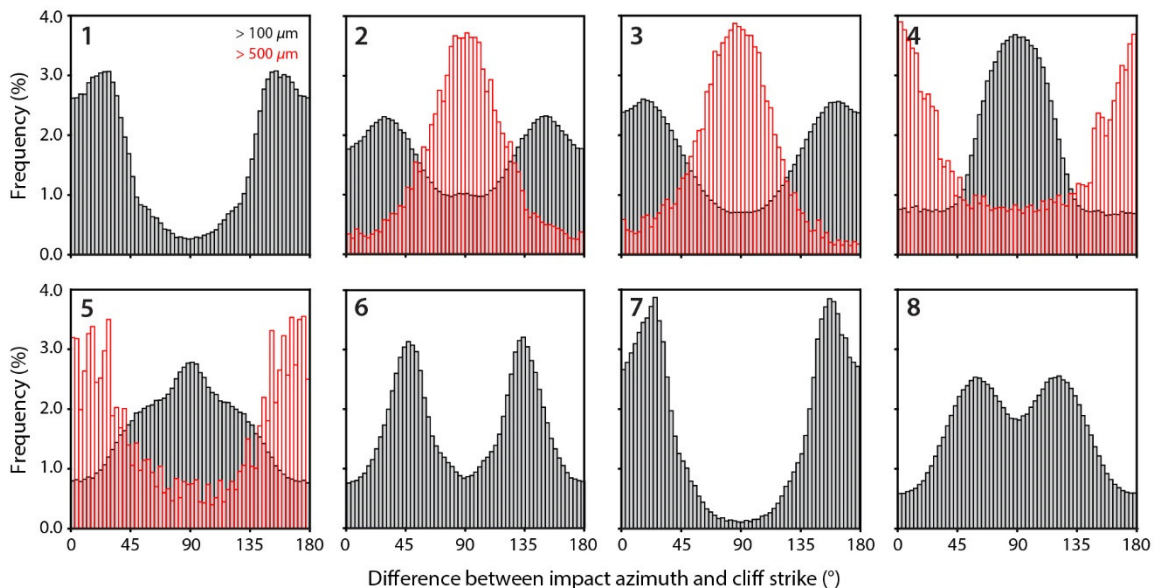 4.0
3.0
2.0
1.0
0.0
Frequency (%)
1
> 100 µm
> 500 µm
2
3
4
4.0
3.0
2.0
1.0
0.0
Frequency (%)
5
6
7
8
0 45 90 135 180
0 45 90 135 180
0 45 90 135 180
0 45 90 135 180
Difference between impact azimuth and cliff strike (°)